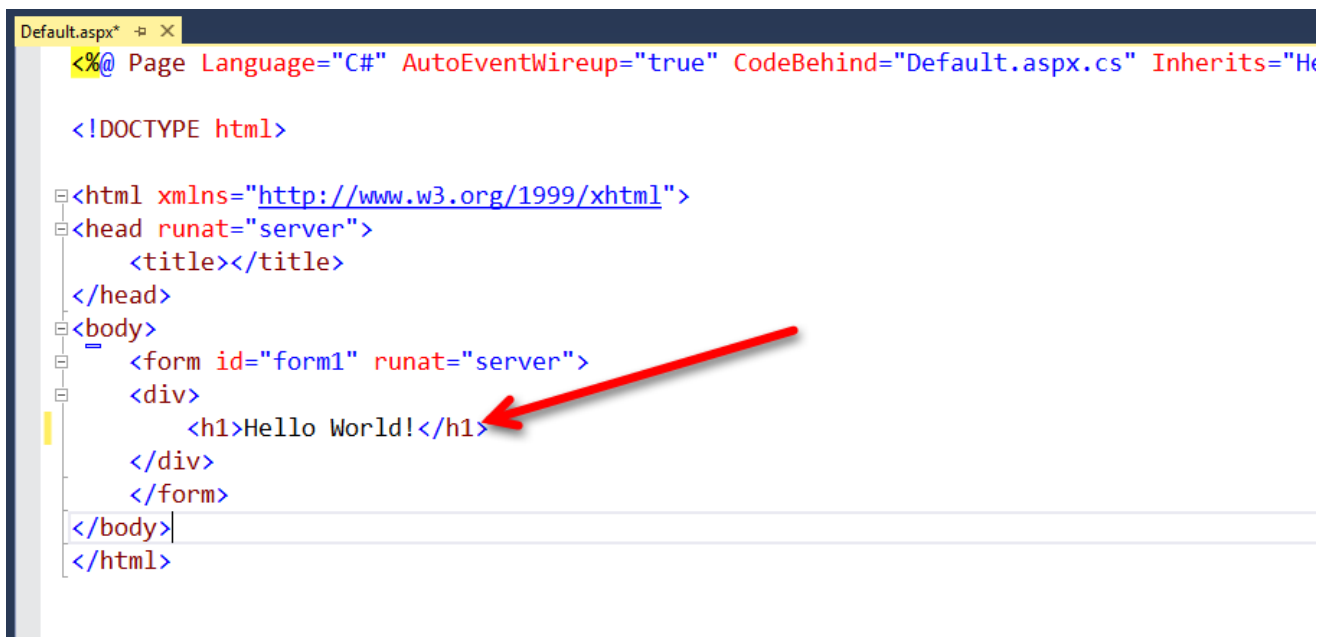 Default.aspx*
<%@ Page Language="C#" AutoEventWireup="true" CodeBehind="Default.aspx.cs" Inherits="He
<!DOCTYPE html>
<html xmlns="http://www.w3.org/1999/xhtml">
<head runat="server">
<title></title>
</head>
<body>
<form id="form1" runat="server">
<div>
<h1>Hello World!</h1>
</div>
</form>
</body>
</html>